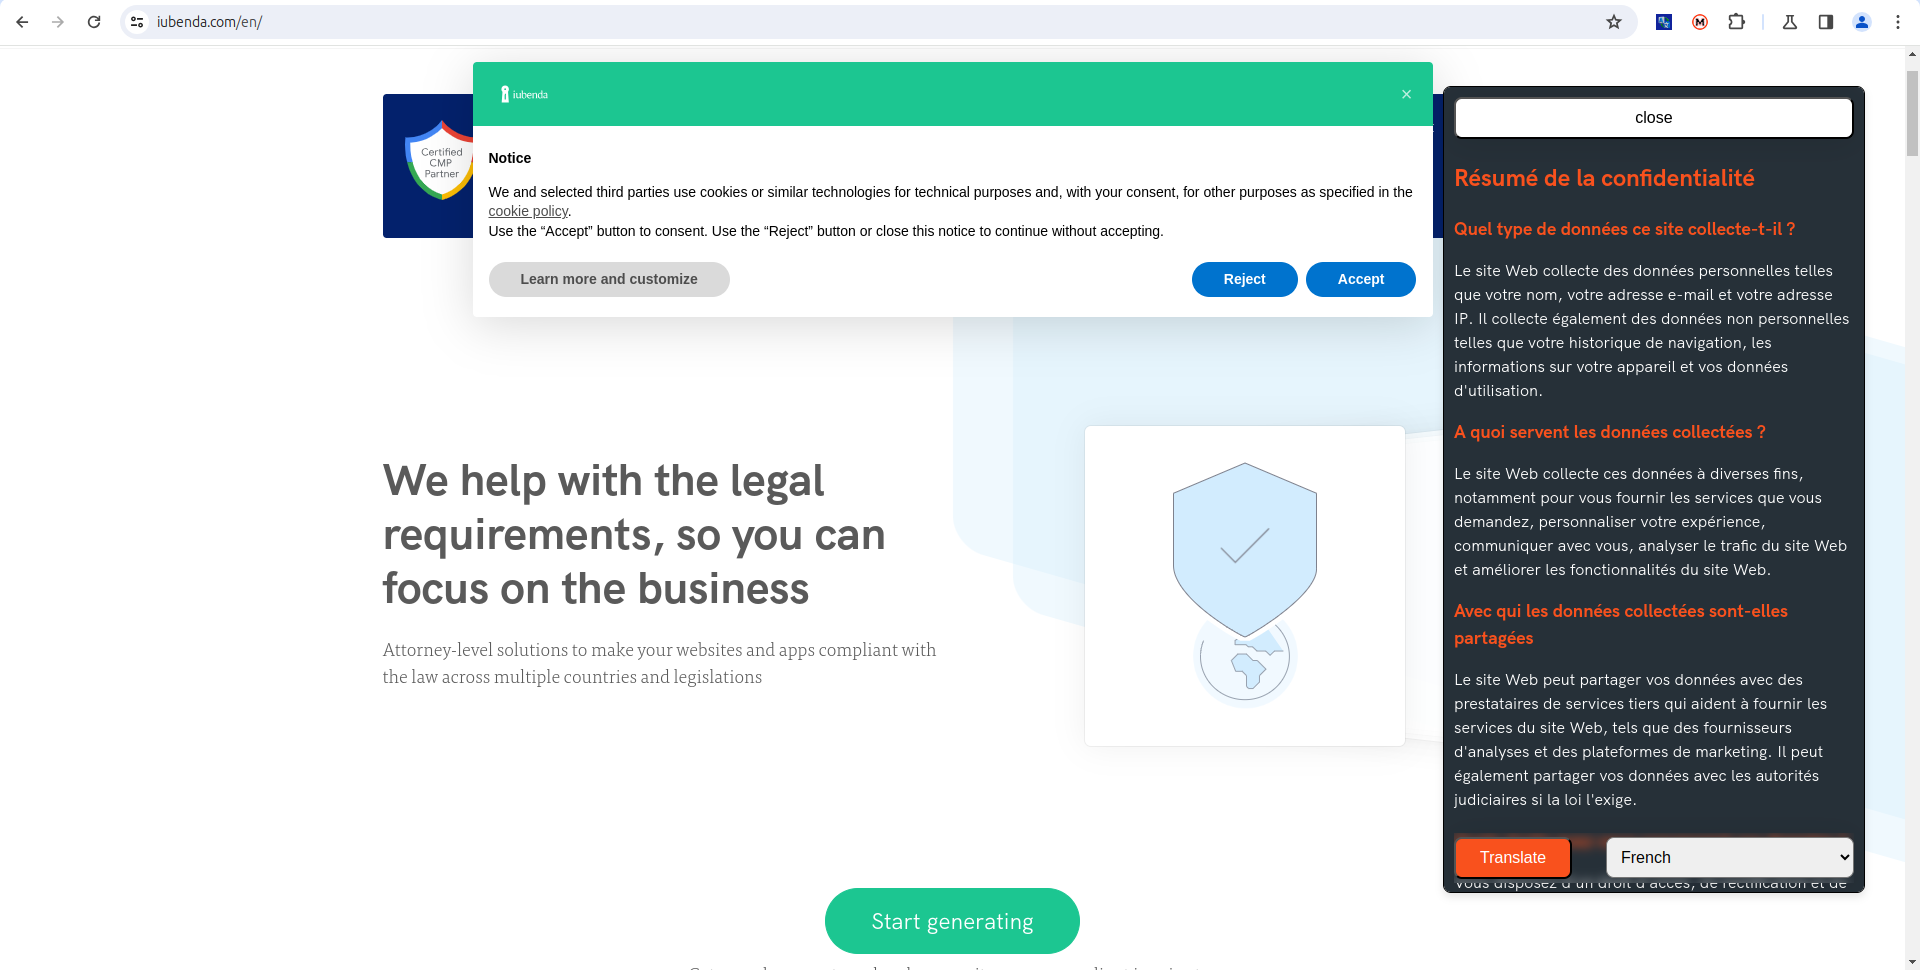 iubenda.com/en/
iubenda
×
Certified
CMP
Partner
Notice
We and selected third parties use cookies or similar technologies for technical purposes and, with your consent, for other purposes as specified in the
cookie policy.
Use the “Accept” button to consent. Use the “Reject” button or close this notice to continue without accepting.
Learn more and customize
Reject
Accept
We help with the legal
requirements, so you can
focus on the business
Attorney-level solutions to make your websites and apps compliant with
the law across multiple countries and legislations
Start generating
close
Résumé de la confidentialité
Quel type de données ce site collecte-t-il ?
Le site Web collecte des données personnelles telles
que votre nom, votre adresse e-mail et votre adresse
IP. Il collecte également des données non personnelles
telles que votre historique de navigation, les
informations sur votre appareil et vos données
d'utilisation.
A quoi servent les données collectées ?
Le site Web collecte ces données à diverses fins,
notamment pour vous fournir les services que vous
demandez, personnaliser votre expérience,
communiquer avec vous, analyser le trafic du site Web
et améliorer les fonctionnalités du site Web.
Avec qui les données collectées sont-elles
partagées
Le site Web peut partager vos données avec des
prestataires de services tiers qui aident à fournir les
services du site Web, tels que des fournisseurs
d'analyses et des plateformes de marketing. Il peut
également partager vos données avec les autorités
judiciaires si la loi l'exige.
Translate
French
Vous disposez d'un droit d'accès, de rectification et de